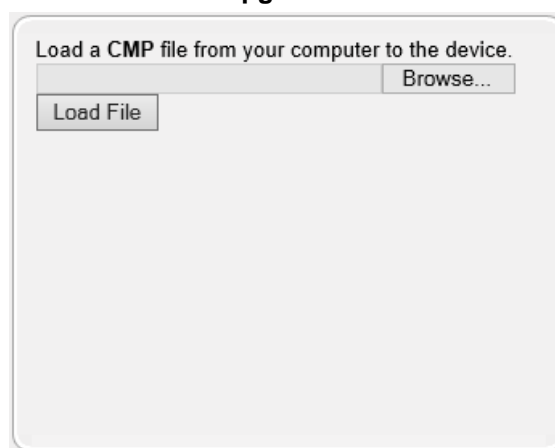 Load a CMP file from your computer to the device.
Browse...
Load File